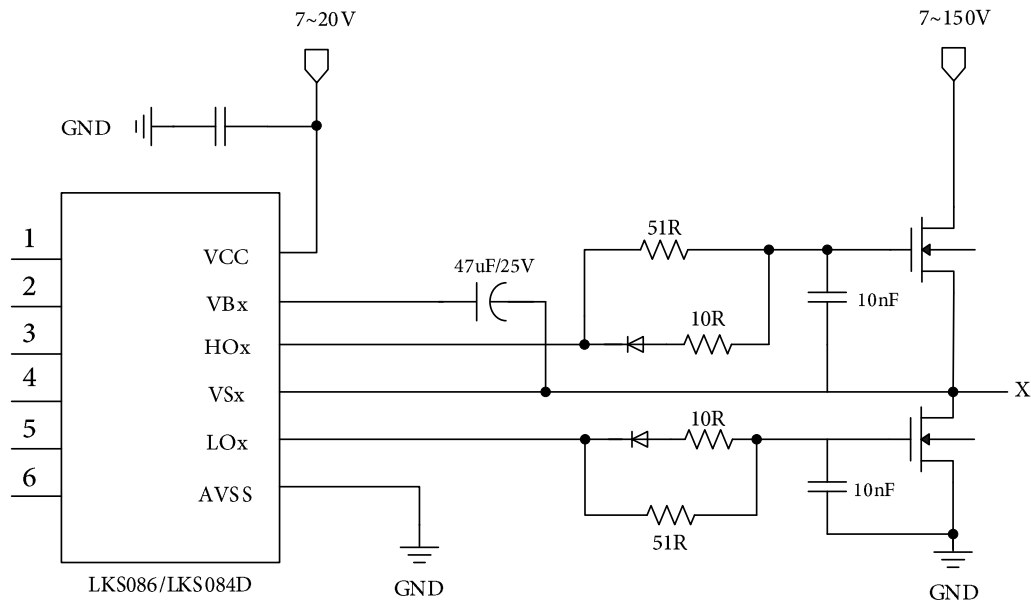 7~20V
7~150V
GND
1
2
3
4
5
6
VCC
VBx
HOx
VSx
LOx
AVSS
47uF/25V
51R
10R
10nF
X
10R
51R
10nF
LKS086/LKS084D
GND
GND